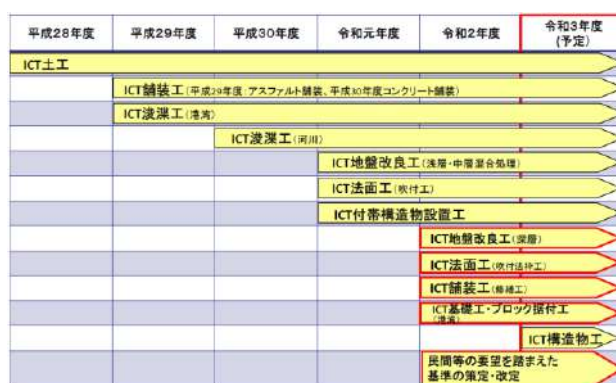 平成28年度 平成29年度 平成30年度 令和元年度 令和2年度 令和3年度
(予定)
ICT土工
ICT舗装工(平成29年度:アスファルト舗装、平成30年度コンクリート舗装)
ICT浚渫工(港湾)
ICT浚渫工(河川)
ICT地盤改良工(浅層・中層混合処理)
ICT法面工(吹付工)
ICT付帯構造物設置工
ICT地盤改良工(深層)
ICT法面工(吹付法枠工)
ICT舗装工(修繕工)
ICT基礎工・ブロック据付工
(港湾)
ICT構造物工
民間等の要望を踏まえた
基準の策定・改定